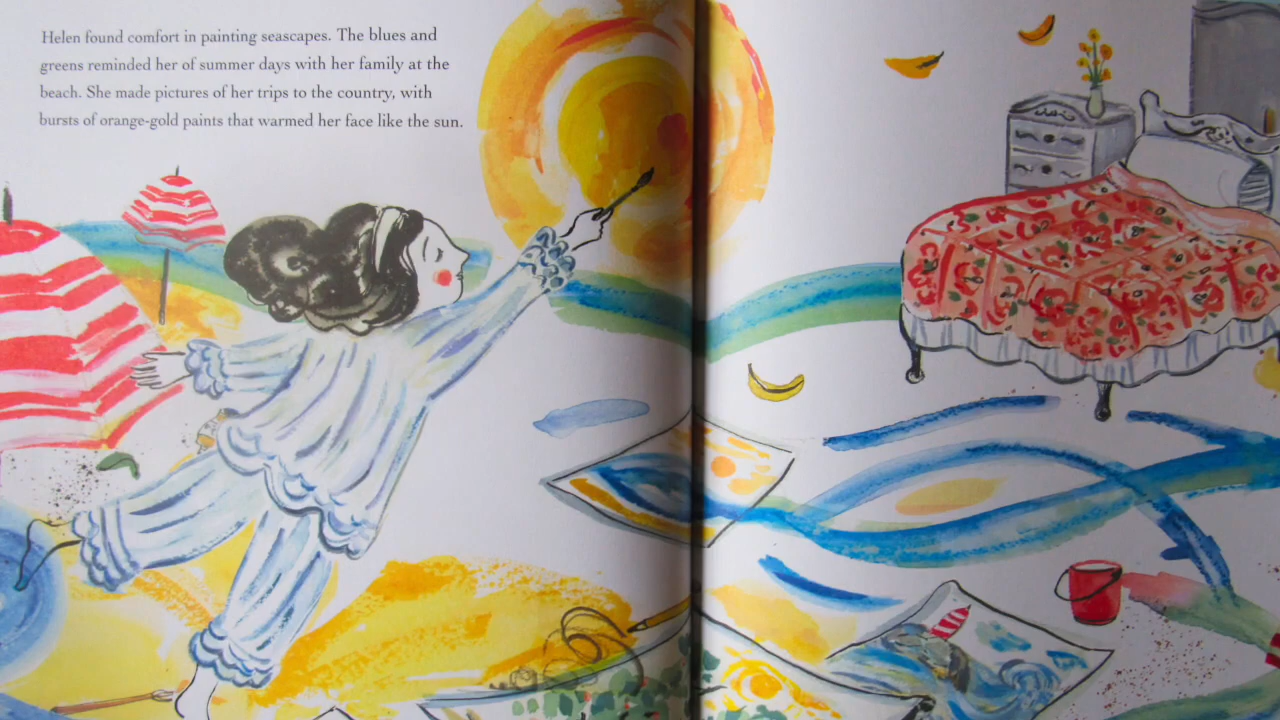 Helen found comfort in painting seascapes. The blues and
greens reminded her of summer days with her family at the
beach. She made pictures of her trips to the country, with
bursts of orange-gold paints that warmed her face like the sun.